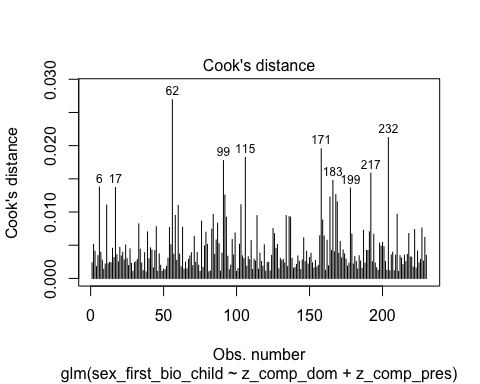 Cook's distance
0.030
0.020
0.010
0.000
Cook's distance
62
232
171
115
99
217
183
199
6 17
0 50 100 150 200
Obs. number
glm(sex_first_bio_child ~ z_comp_dom + z_comp_pres)